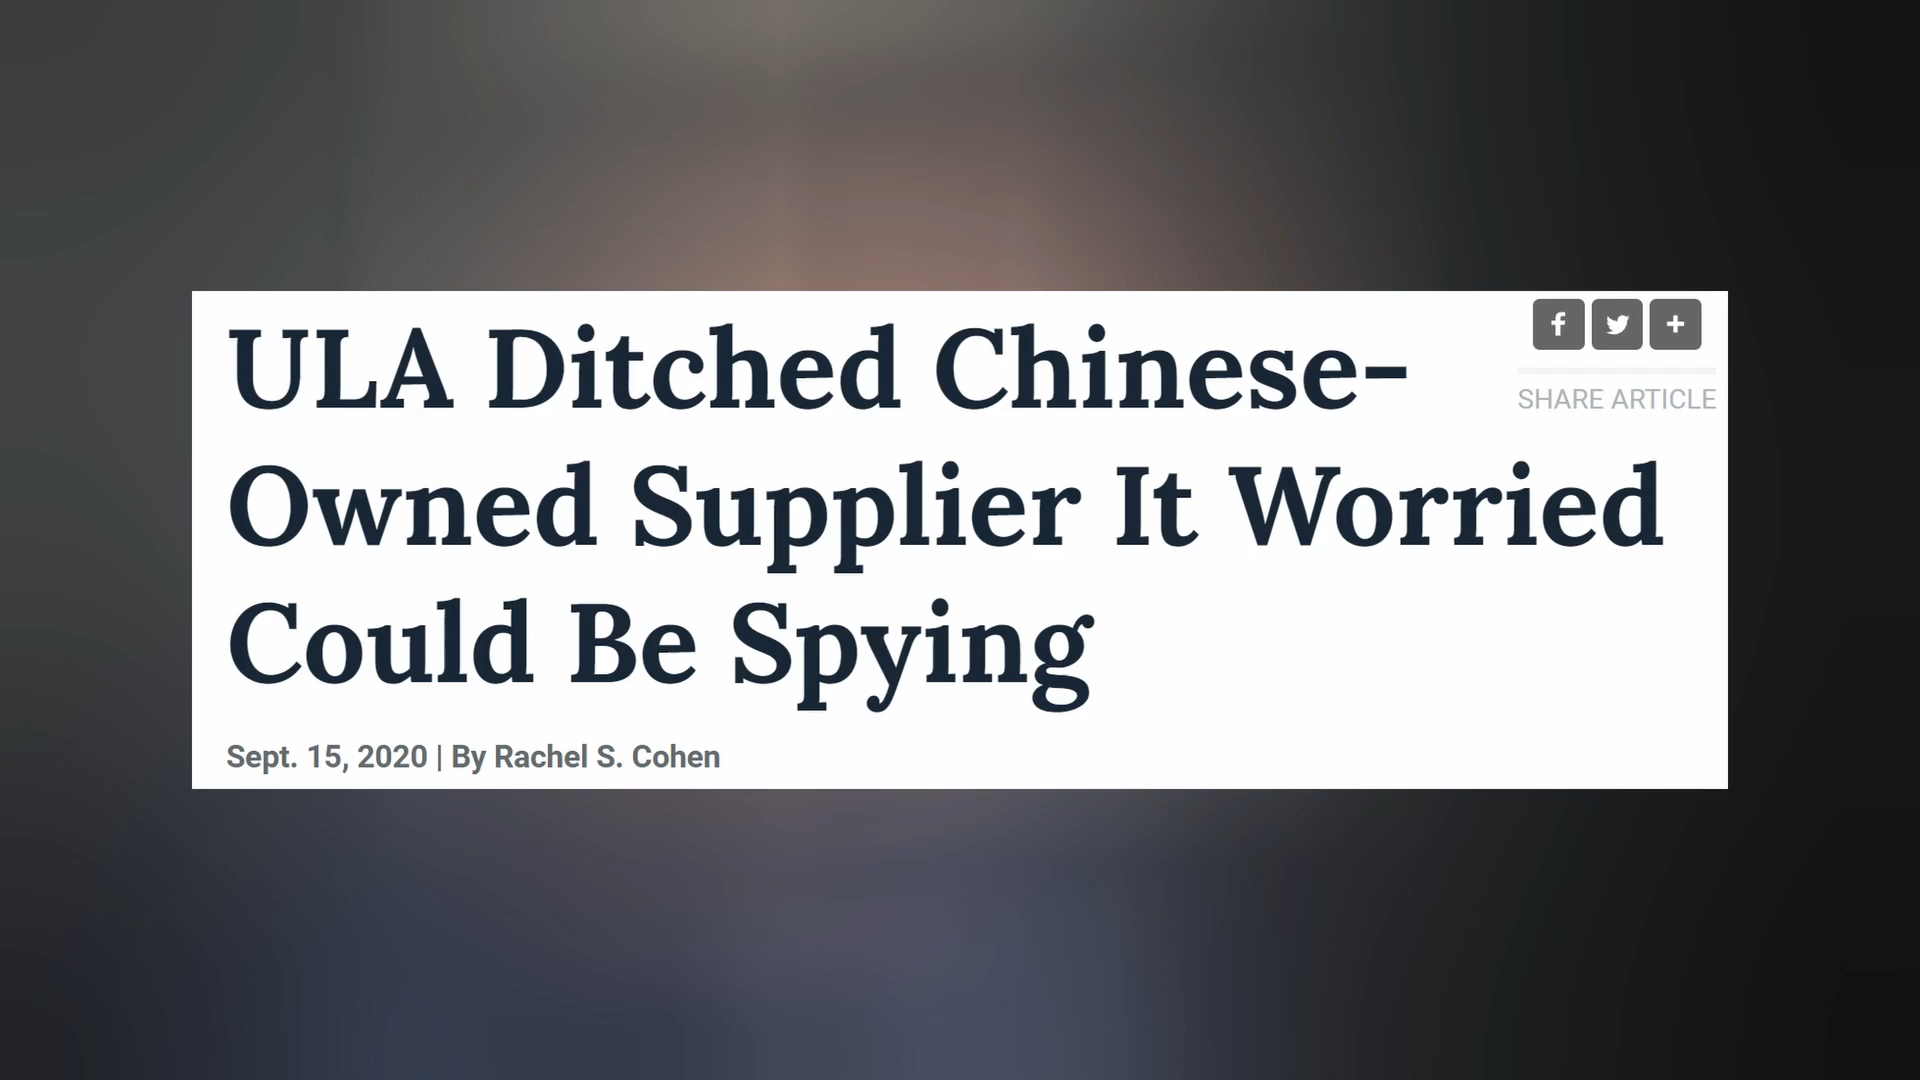 ULA Ditched Chinese-
Owned Supplier It Worried
Could Be Spying
SHARE ARTICLE
Sept. 15, 2020 | By Rachel S. Cohen